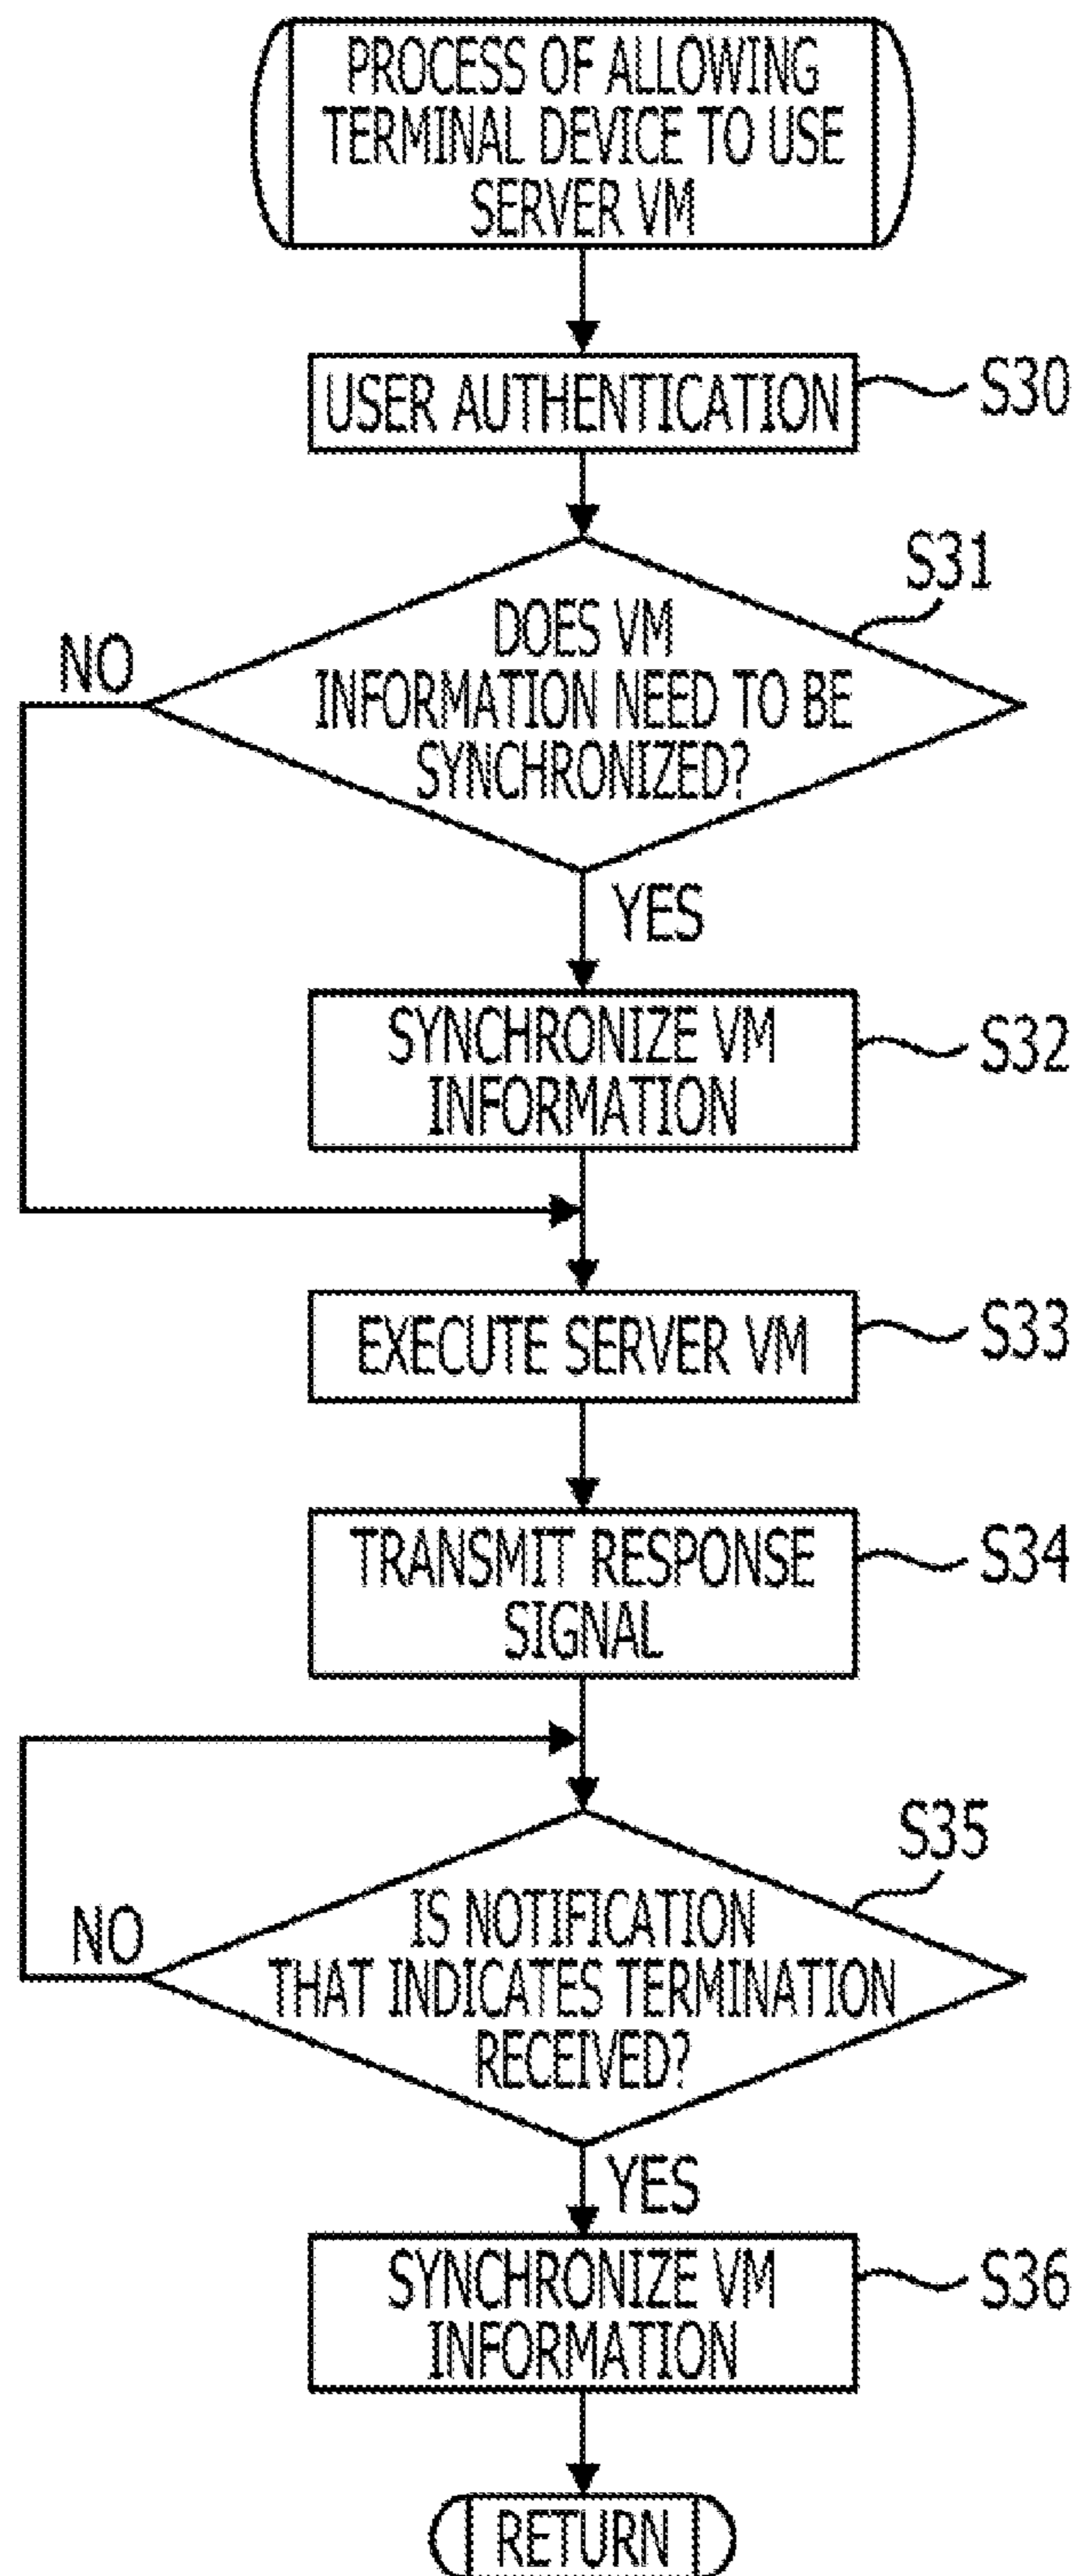 PROCESS OF ALLOWING
TERMINAL DEVICE TO USE
SERVER VM
USER AUTHENTICATION
S30
S31
DOES VM
INFORMATION NEED TO BE
SYNCHRONIZED?
NO
YES
SYNCHRONIZE VM
INFORMATION
S32
EXECUTE SERVER VM
S33
TRANSMIT RESPONSE
SIGNAL
S34
S35
IS NOTIFICATION
THAT INDICATES TERMINATION
RECEIVED?
NO
YES
SYNCHRONIZE VM
INFORMATION
S36
RETURN